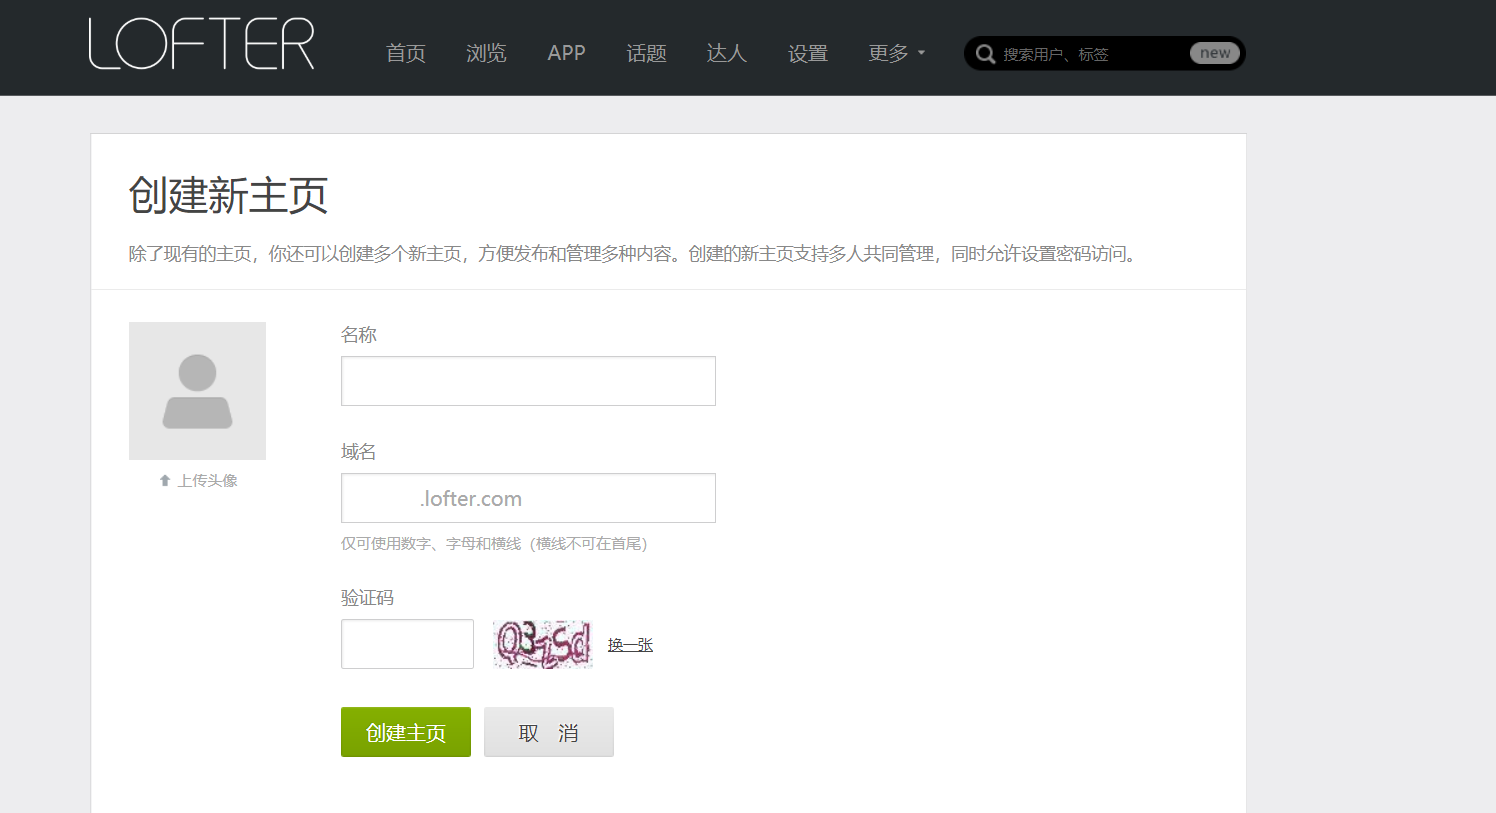 LOFTER 首页 浏览 APP 话题 达人 设置 更多 搜索用户、标签 new
创建新主页
除了现有的主页，你还可以创建多个新主页，方便发布和管理多种内容。创建的新主页支持多人共同管理，同时允许设置密码访问。
上传头像
名称
域名
.lofter.com
仅可使用数字、字母和横线（横线不可在首尾）
验证码
换一张
创建主页 取 消